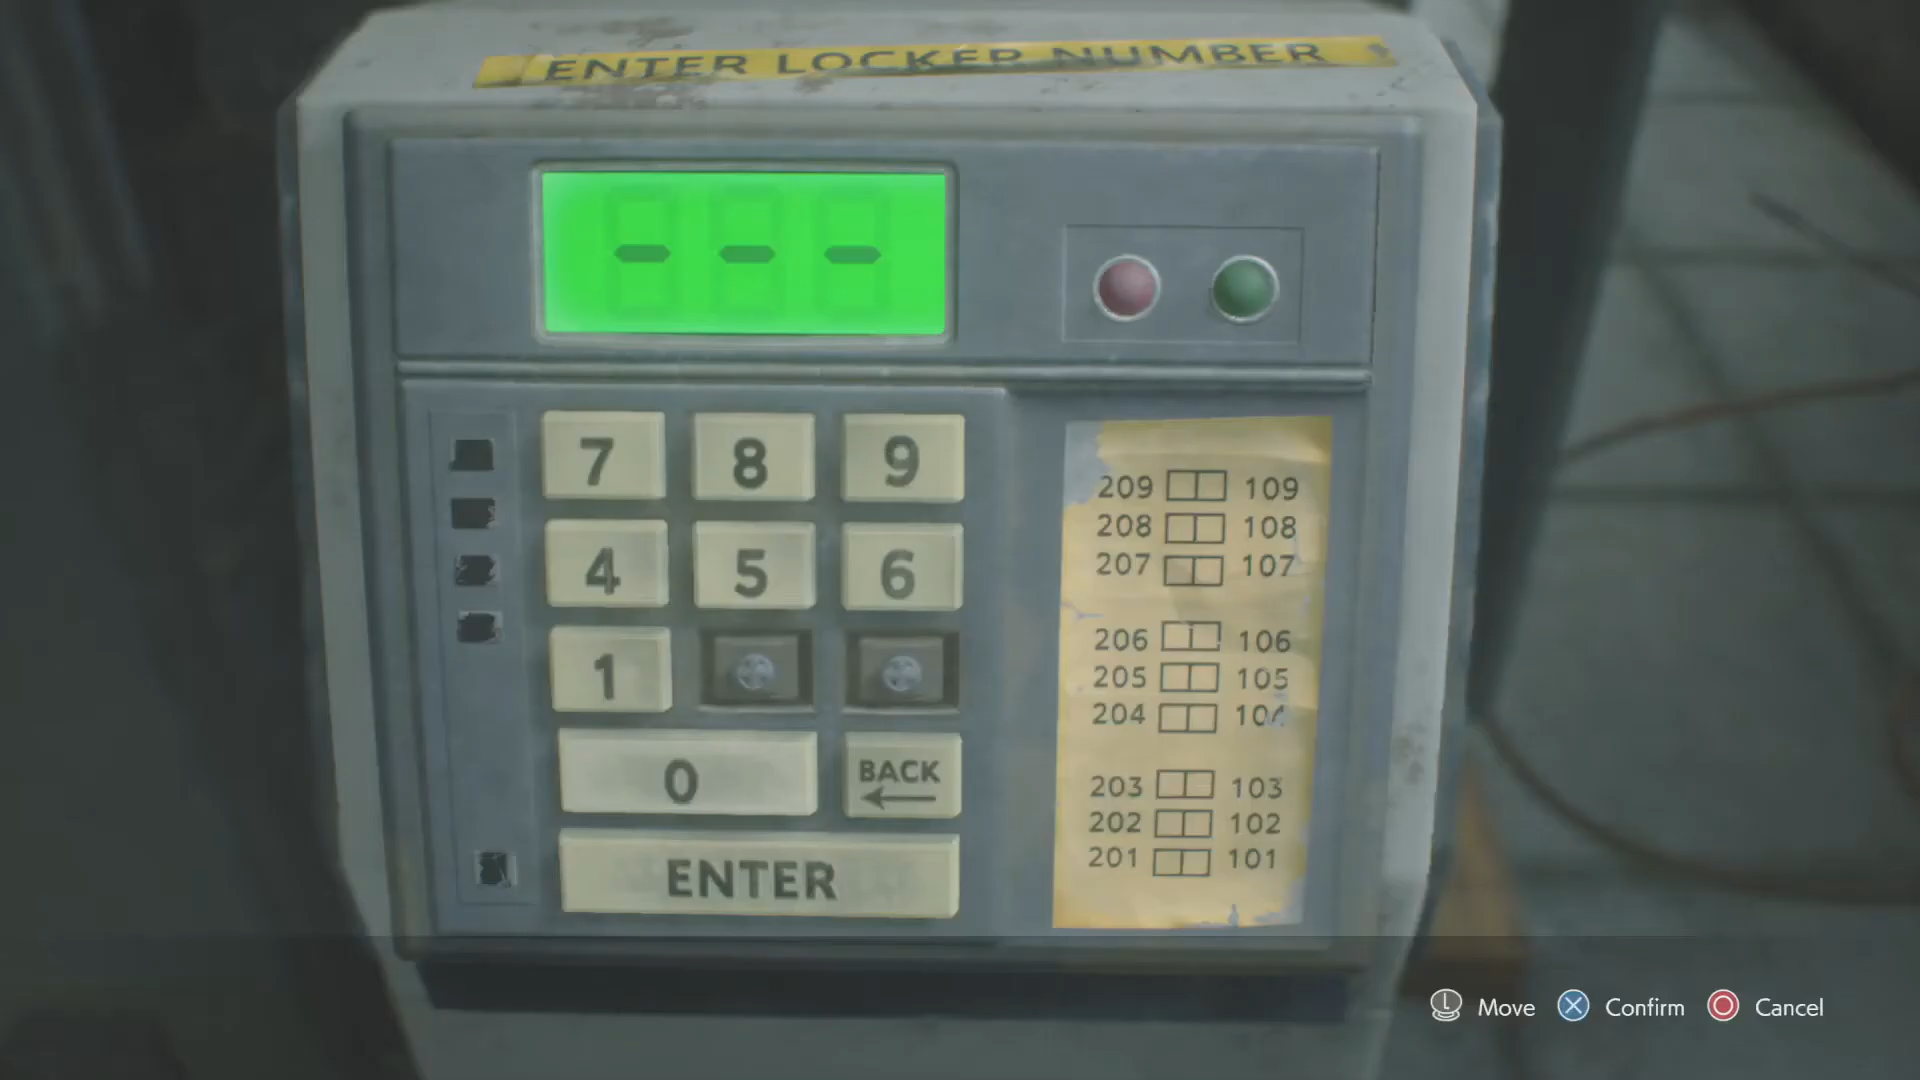 ENTER LOCKER NUMBER
7 8 9
4 5 6
1
0 BACK
ENTER
209 109
208 108
207 107
206 106
205 105
204 104
203 103
202 102
201 101
Move Confirm Cancel